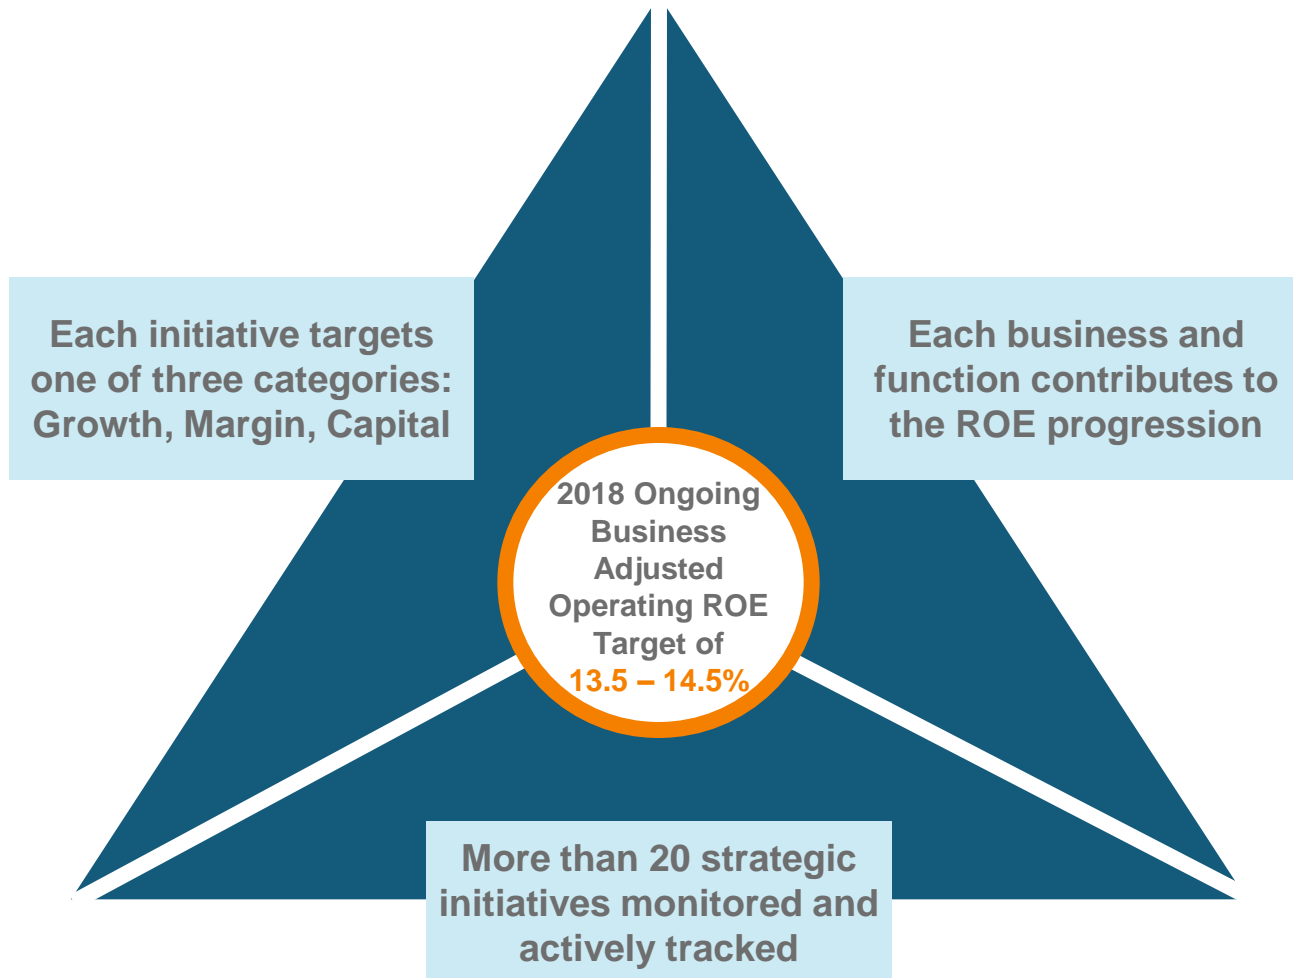 Each initiative targets
one of three categories:
Growth, Margin, Capital
Each business and
function contributes to
the ROE progression
2018 Ongoing
Business
Adjusted
Operating ROE
Target of
13.5 – 14.5%
More than 20 strategic
initiatives monitored and
actively tracked